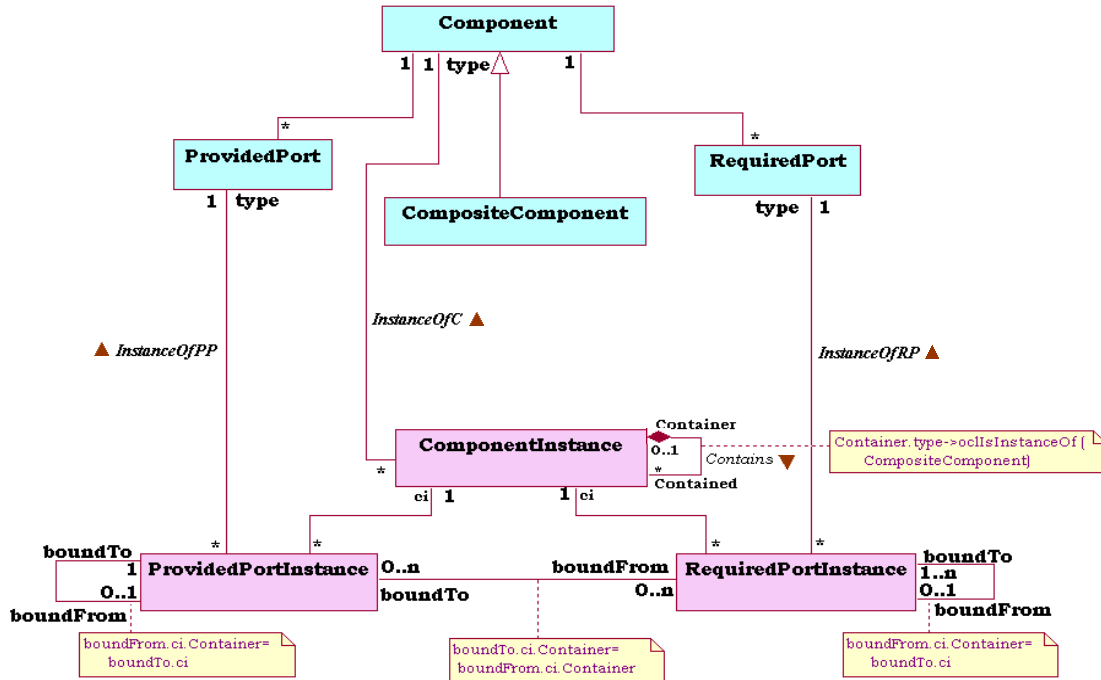 Component
1
1
type
1
*
*
ProvidedPort
RequiredPort
1 type
type 1
CompositeComponent
InstanceOfC
InstanceOfPP
InstanceOfRP
Container
ComponentInstance
0..1
Contains
*
Contained
*
Container.type->oclIsInstanceOf (
CompositeComponent)
ci 1
1 ci
*
*
*
*
boundTo
1
0..1
boundFrom
ProvidedPortInstance
0..n
boundTo
boundFrom
0..n
RequiredPortInstance
boundTo
1..n
0..1
boundFrom
boundFrom.ci.Container=
boundTo.ci
boundTo.ci.Container=
boundFrom.ci.Container
boundFrom.ci.Container=
boundTo.ci